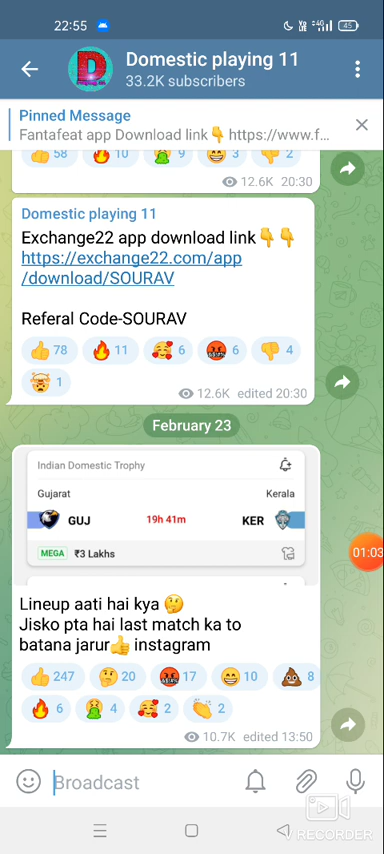 22:55
4G
45
Domestic playing 11
33.2K subscribers
Pinned Message
Fantafeat app Download link👇 https://www.f...
👍 58 🔥 10 🤮 9 😁 3 👎 2
12.6K 20:30
Domestic playing 11
Exchange22 app download link👇👇
https://exchange22.com/app
/download/SOURAV
Referal Code-SOURAV
👍 78 🔥 11 🥰 6 🤬 6 👎 4
🤯 1
12.6K edited 20:30
February 23
Indian Domestic Trophy
Gujarat Kerala
GUJ 19h 41m KER
MEGA ₹3 Lakhs
Lineup aati hai kya 🤔
Jisko pta hai last match ka to
batana jarur👍 instagram
👍 247 🤔 20 🤬 17 😁 10 💩 8
🔥 6 🤮 4 🥰 2 👏 2
10.7K edited 13:50
01:03
Broadcast
RECORDER